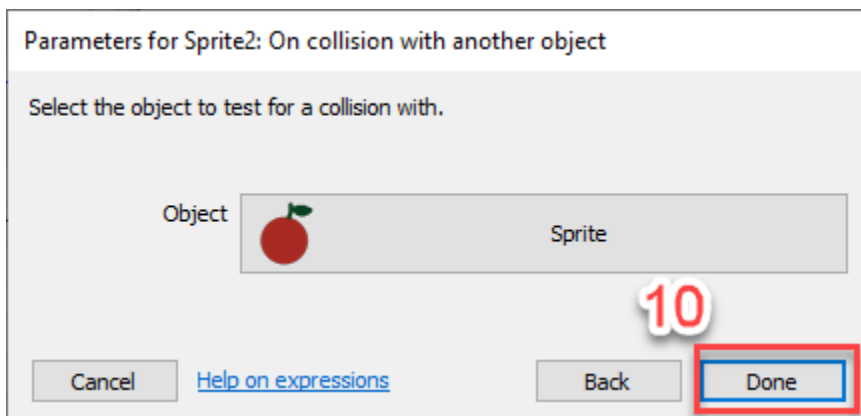 Parameters for Sprite2: On collision with another object
Select the object to test for a collision with.
Object
Sprite
10
Cancel
Help on expressions
Back
Done